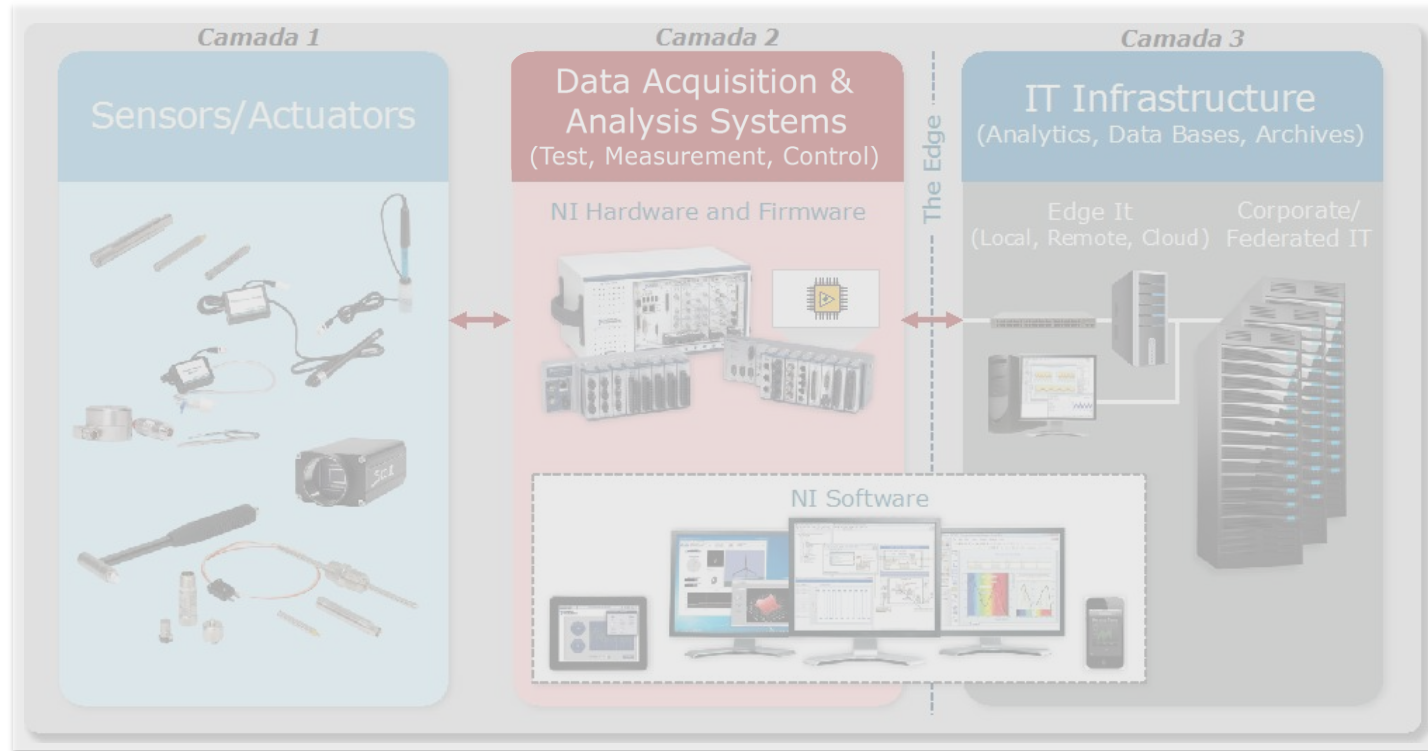 Camada 1
Camada 2
Camada 3
Sensors/Actuators
Data Acquisition &
Analysis Systems
(Test, Measurement, Control)
The Edge
IT Infrastructure
(Analytics, Data Bases, Archives)
NI Hardware and Firmware
Edge It
(Local, Remote, Cloud)
Corporate/
Federated IT
NI Software